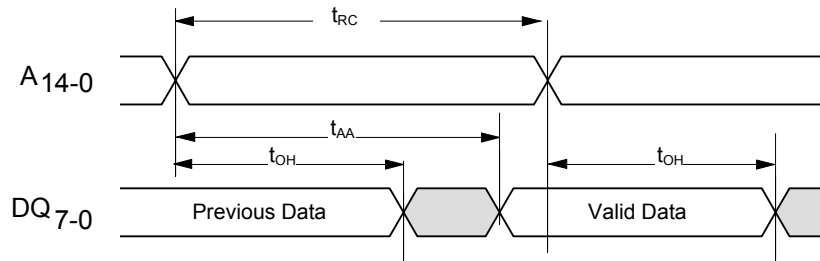 tRC
A14-0
tAA
tOH
tOH
DQ7-0
Previous Data
Valid Data